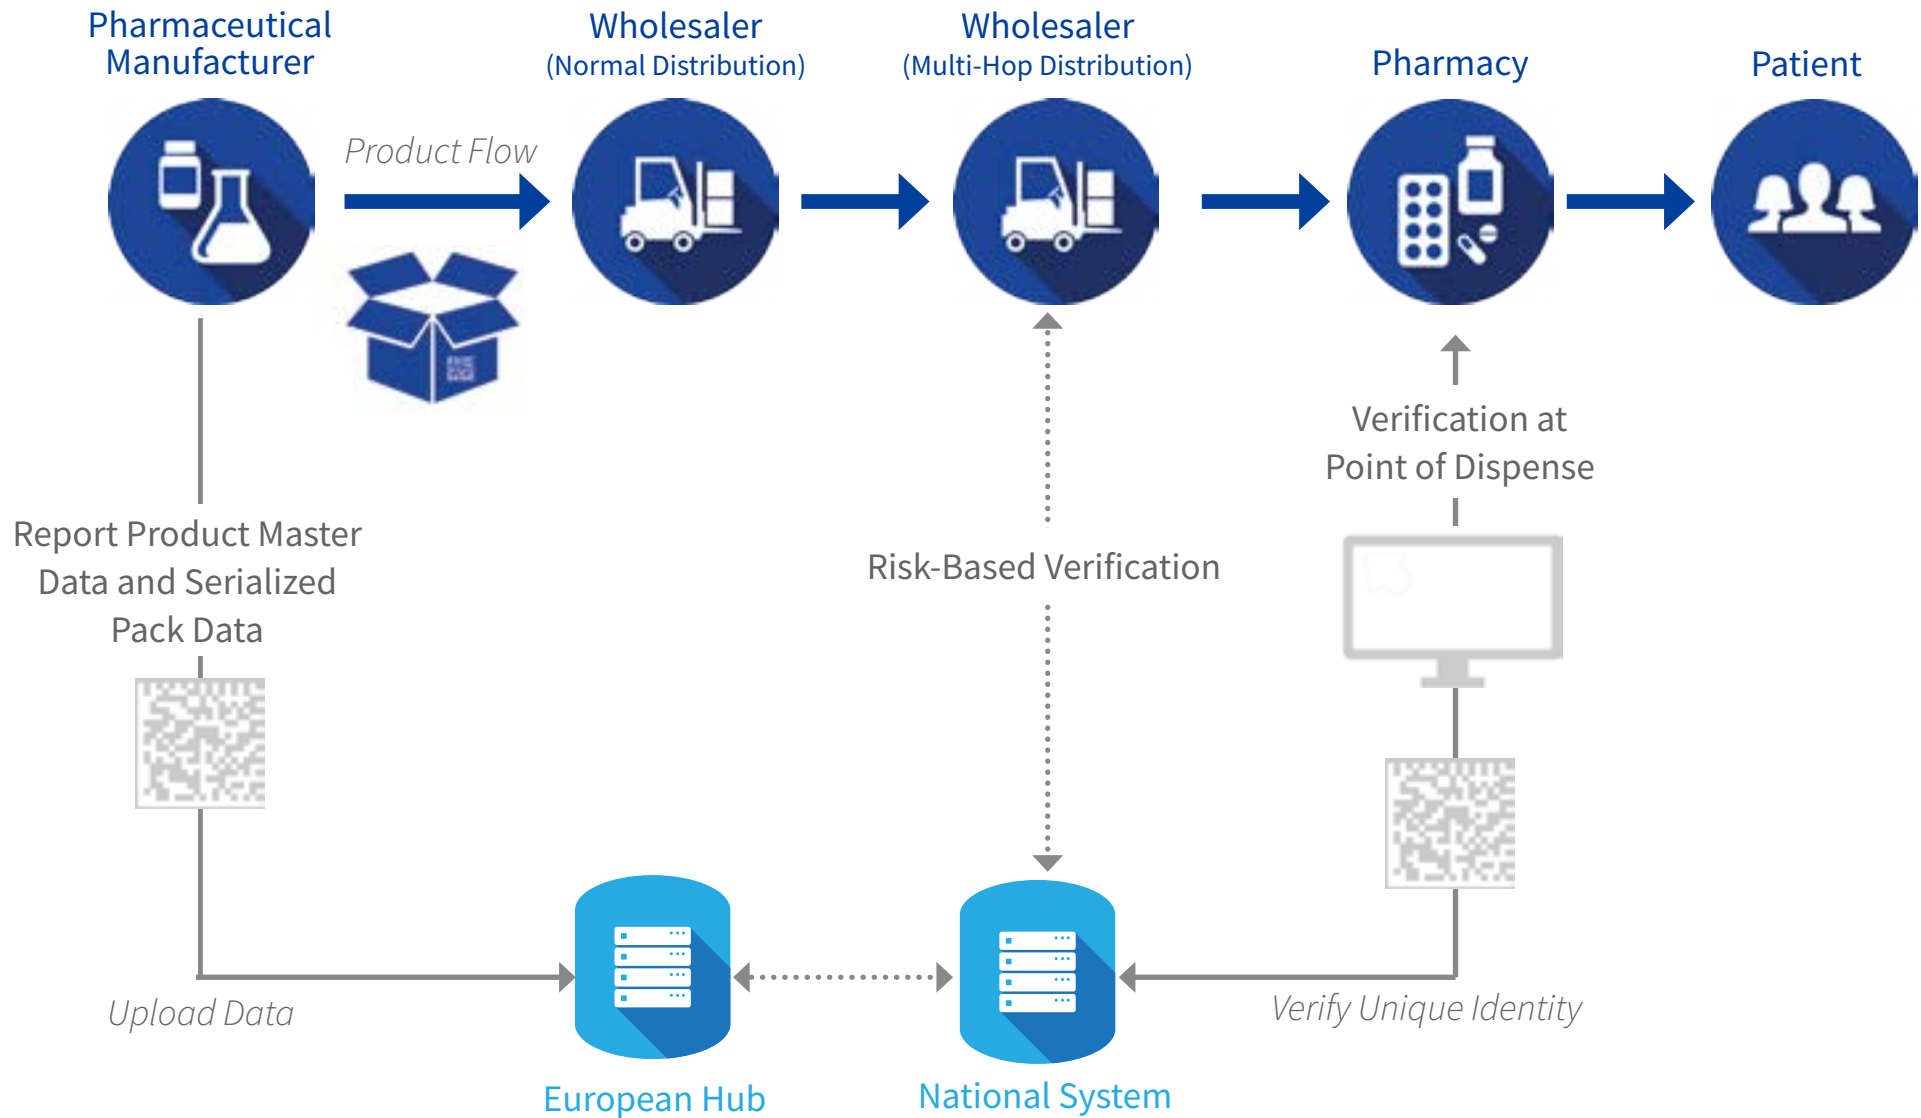 Pharmaceutical
Manufacturer
Wholesaler
(Normal Distribution)
Wholesaler
(Multi-Hop Distribution)
Pharmacy
Patient
Product Flow
Verification at
Point of Dispense
Report Product Master
Data and Serialized
Pack Data
Risk-Based Verification
Upload Data
Verify Unique Identity
European Hub
National System